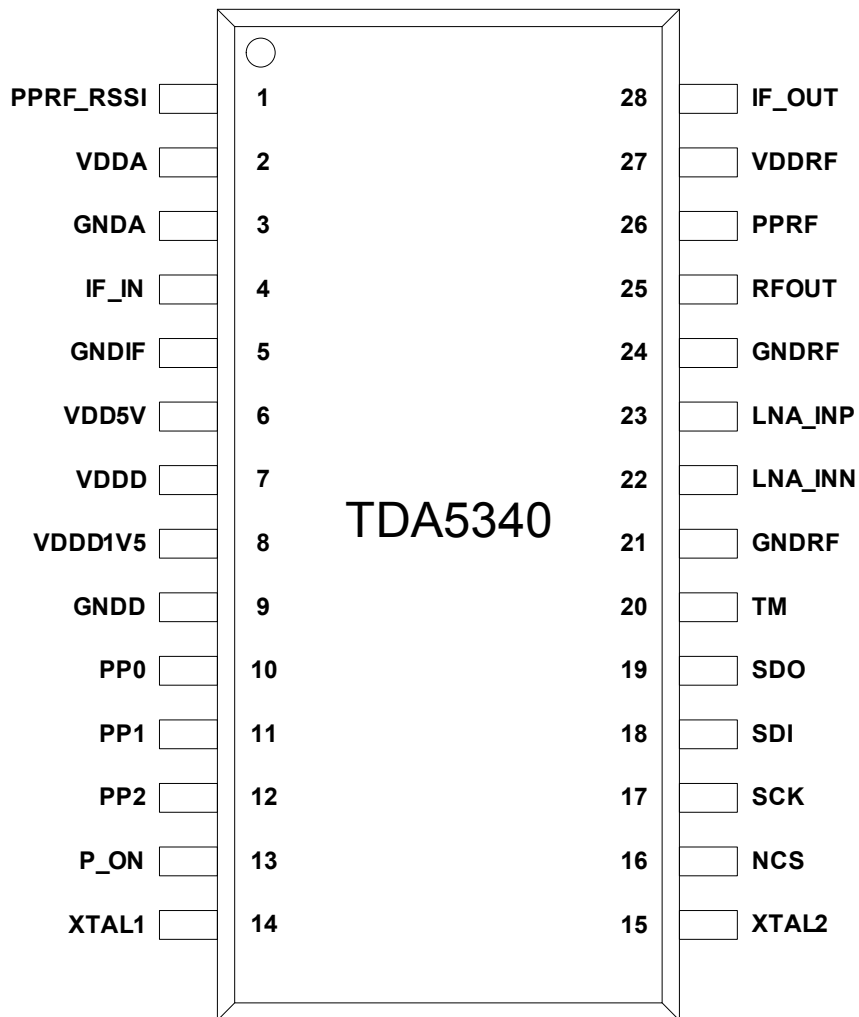 PPRF_RSSI 1 28 IF_OUT
VDDA 2 27 VDDRF
GNDA 3 26 PPRF
IF_IN 4 25 RFOUT
GNDIF 5 24 GNDRF
VDD5V 6 23 LNA_INP
VDDD 7 22 LNA_INN
TDA5340
VDDD1V5 8 21 GNDRF
GNDD 9 20 TM
PP0 10 19 SDO
PP1 11 18 SDI
PP2 12 17 SCK
P_ON 13 16 NCS
XTAL1 14 15 XTAL2